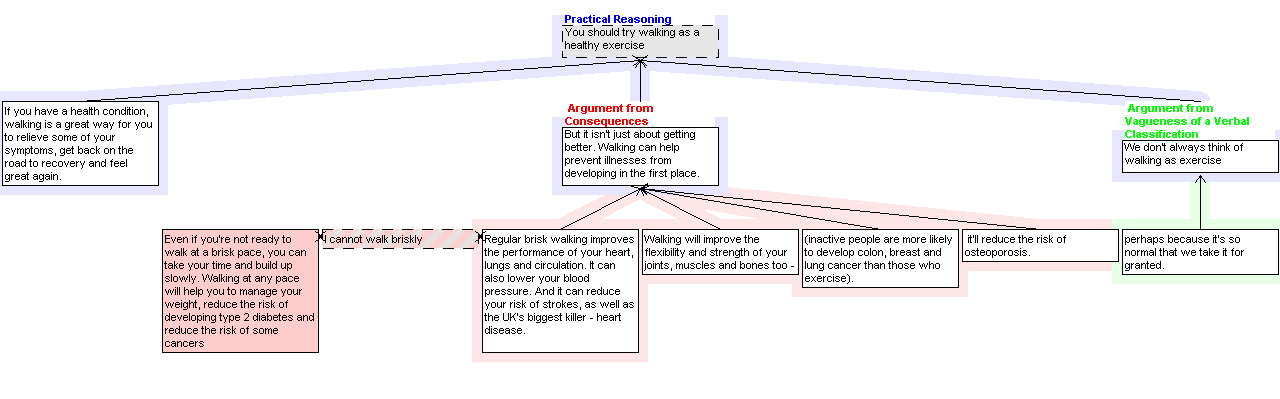 Practical Reasoning
You should try walking as a
healthy exercise
If you have a health condition,
walking is a great way for you
to relieve some of your
symptoms, get back on the
road to recovery and feel
great again.
Argument from
Consequences
But it isn't just about getting
better. Walking can help
prevent illnesses from
developing in the first place.
Argument from
Vagueness of a Verbal
Classification
We don't always think of
walking as exercise
Even if you're not ready to
walk at a brisk pace, you can
take your time and build up
slowly. Walking at any pace
will help you to manage your
weight, reduce the risk of
developing type 2 diabetes and
reduce the risk of some
cancers
I cannot walk briskly
Regular brisk walking improves
the performance of your heart,
lungs and circulation. It can
also lower your blood
pressure. And it can reduce
your risk of strokes, as well as
the UK's biggest killer - heart
disease.
Walking will improve the
flexibility and strength of your
joints, muscles and bones too -
(inactive people are more likely
to develop colon, breast and
lung cancer than those who
exercise).
it'll reduce the risk of
osteoporosis.
perhaps because it's so
normal that we take it for
granted.